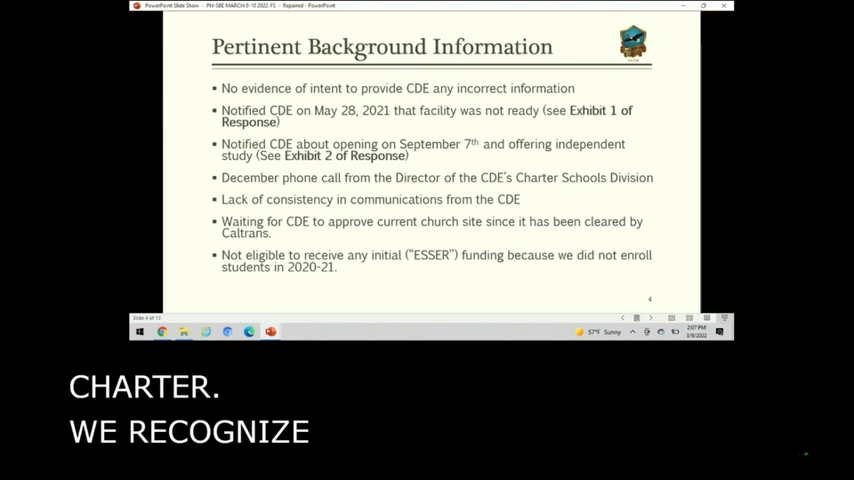 PowerPoint Slide Show - PH-SBE MARCH 9-10 2022-FS - Repaired - PowerPoint
Pertinent Background Information
▪ No evidence of intent to provide CDE any incorrect information
▪ Notified CDE on May 28, 2021 that facility was not ready (see Exhibit 1 of
Response)
▪ Notified CDE about opening on September 7th and offering independent
study (See Exhibit 2 of Response)
▪ December phone call from the Director of the CDE's Charter Schools Division
▪ Lack of consistency in communications from the CDE
▪ Waiting for CDE to approve current church site since it has been cleared by
Caltrans.
▪ Not eligible to receive any initial ("ESSER") funding because we did not enroll
students in 2020-21.
4
Slide 4 of 13
57°F Sunny
2:07 PM
3/9/2022
CHARTER.
WE RECOGNIZE